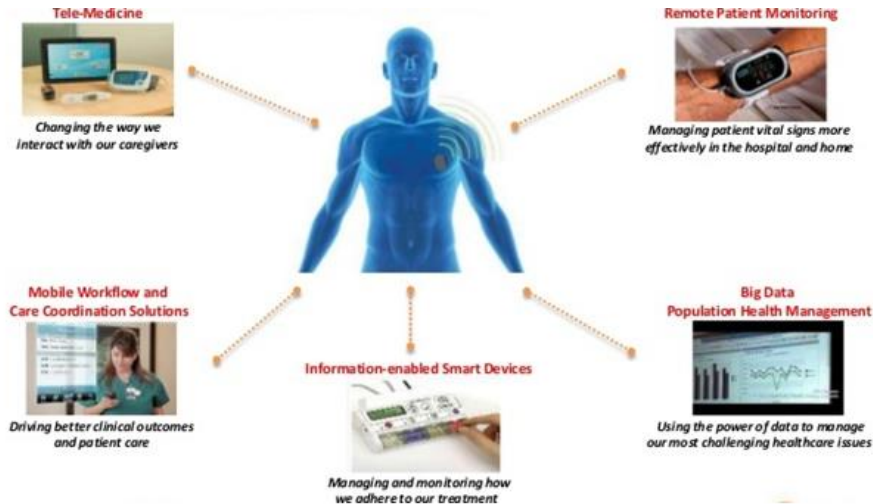 Tele-Medicine
Changing the way we
interact with our caregivers
Remote Patient Monitoring
Managing patient vital signs more
effectively in the hospital and home
Mobile Workflow and
Care Coordination Solutions
Driving better clinical outcomes
and patient care
Information-enabled Smart Devices
Managing and monitoring how
we adhere to our treatment
Big Data
Population Health Management
Using the power of data to manage
our most challenging healthcare issues